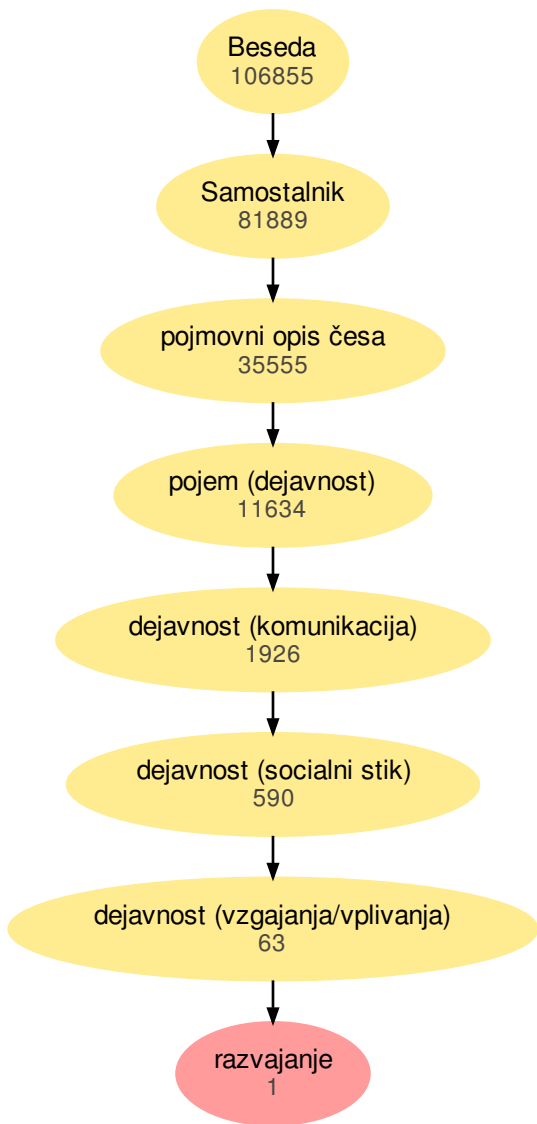 Beseda
106855
Samostalnik
81889
pojmovni opis česa
35555
pojem (dejavnost)
11634
dejavnost (komunikacija)
1926
dejavnost (socialni stik)
590
dejavnost (vzgajanja/vplivanja)
63
razvajanje
1